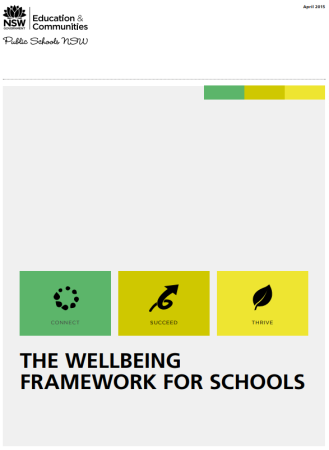 April 2015
NSW
GOVERNMENT
Education &
Communities
Public Schools NSW
CONNECT
SUCCEED
THRIVE
THE WELLBEING
FRAMEWORK FOR SCHOOLS